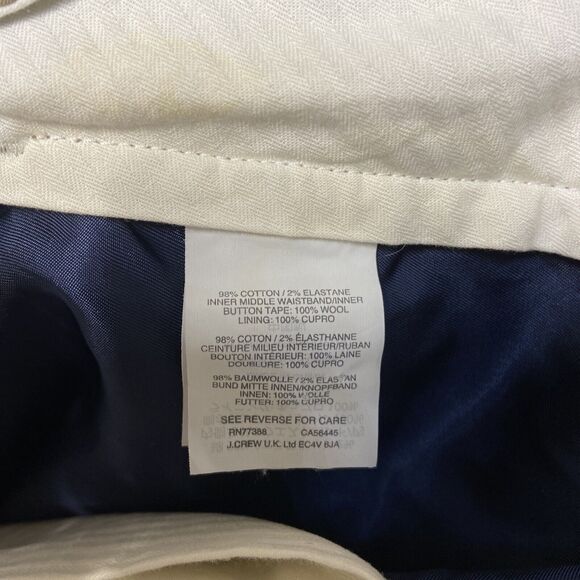 98% COTTON / 2% ELASTANE
INNER MIDDLE WAISTBAND/INNER
BUTTON TAPE: 100% WOOL
LINING: 100% CUPRO
98% COTON / 2% ÉLASTHANNE
CEINTURE MILIEU INTÉRIEUR/RUBAN
BOUTON INTÉRIEUR: 100% LAINE
DOUBLURE: 100% CUPRO
98% BAUMWOLLE / 2% ELASTAN
BUND MITTE INNEN/KNOPFBAND
INNEN: 100% WOLLE
FUTTER: 100% CUPRO
SEE REVERSE FOR CARE
RN77388 CA56445
J.CREW U.K. Ltd EC4V 6JA